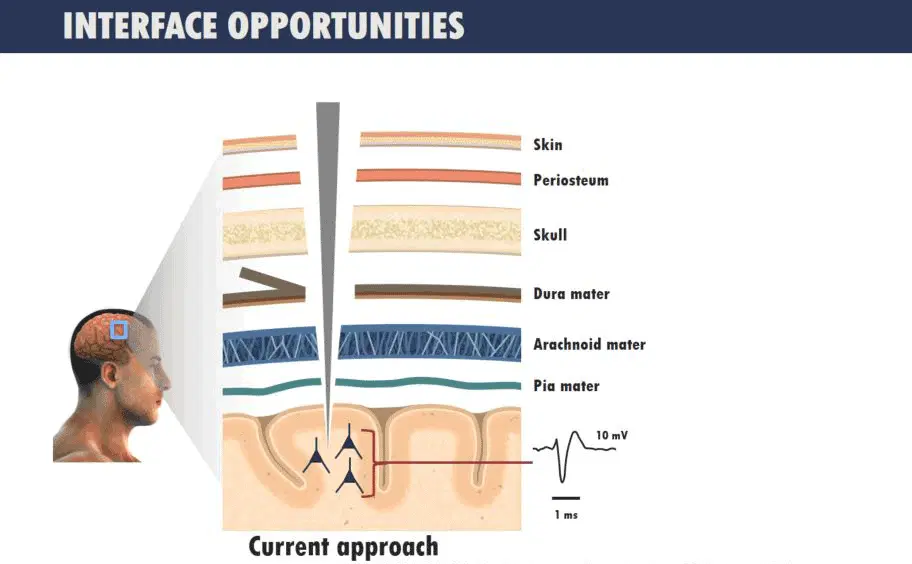 INTERFACE OPPORTUNITIES
Skin
Periosteum
Skull
Dura mater
Arachnoid mater
Pia mater
10 mV
1 ms
Current approach